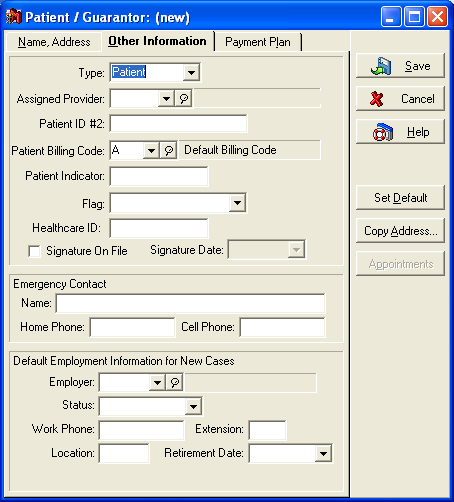 Patient / Guarantor: (new)
Name, Address Other Information Payment Plan
Type: Patient
Assigned Provider:
Patient ID #2:
Patient Billing Code: A Default Billing Code
Patient Indicator:
Flag:
Healthcare ID:
Signature On File Signature Date:
Save
Cancel
Help
Set Default
Copy Address...
Appointments
Emergency Contact
Name:
Home Phone: Cell Phone:
Default Employment Information for New Cases
Employer:
Status:
Work Phone: Extension:
Location: Retirement Date: